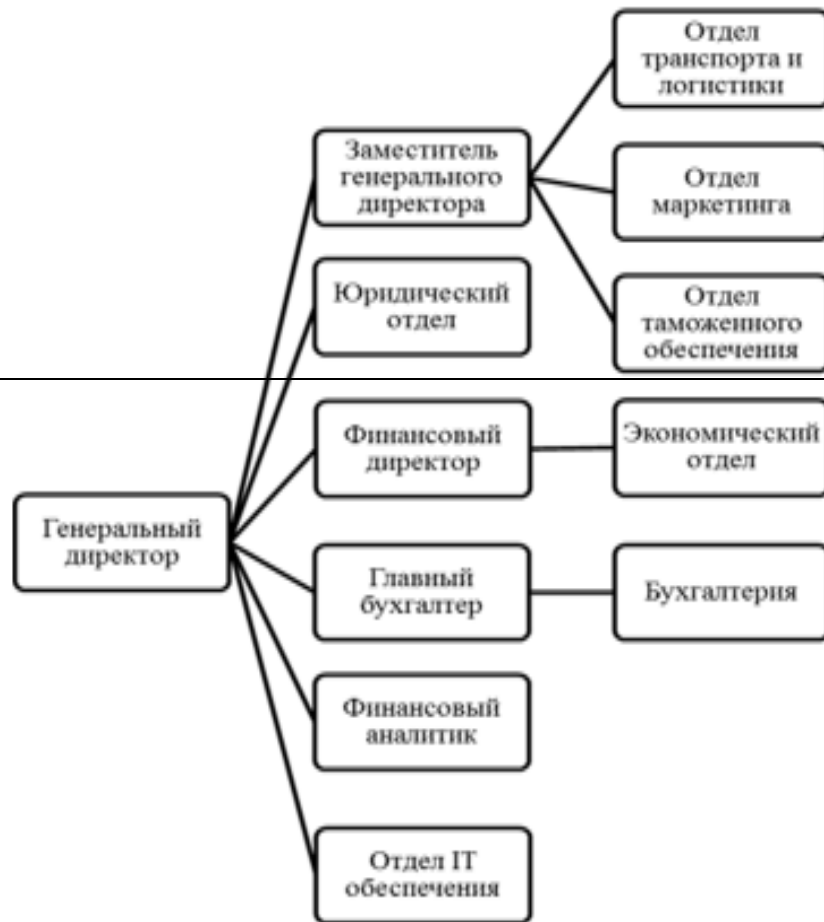 Отдел
транспорта и
логистики
Заместитель
генерального
директора
Отдел
маркетинга
Юридический
отдел
Отдел
таможенного
обеспечения
Финансовый
директор
Экономический
отдел
Генеральный
директор
Главный
бухгалтер
Бухгалтерия
Финансовый
аналитик
Отдел IT
обеспечения